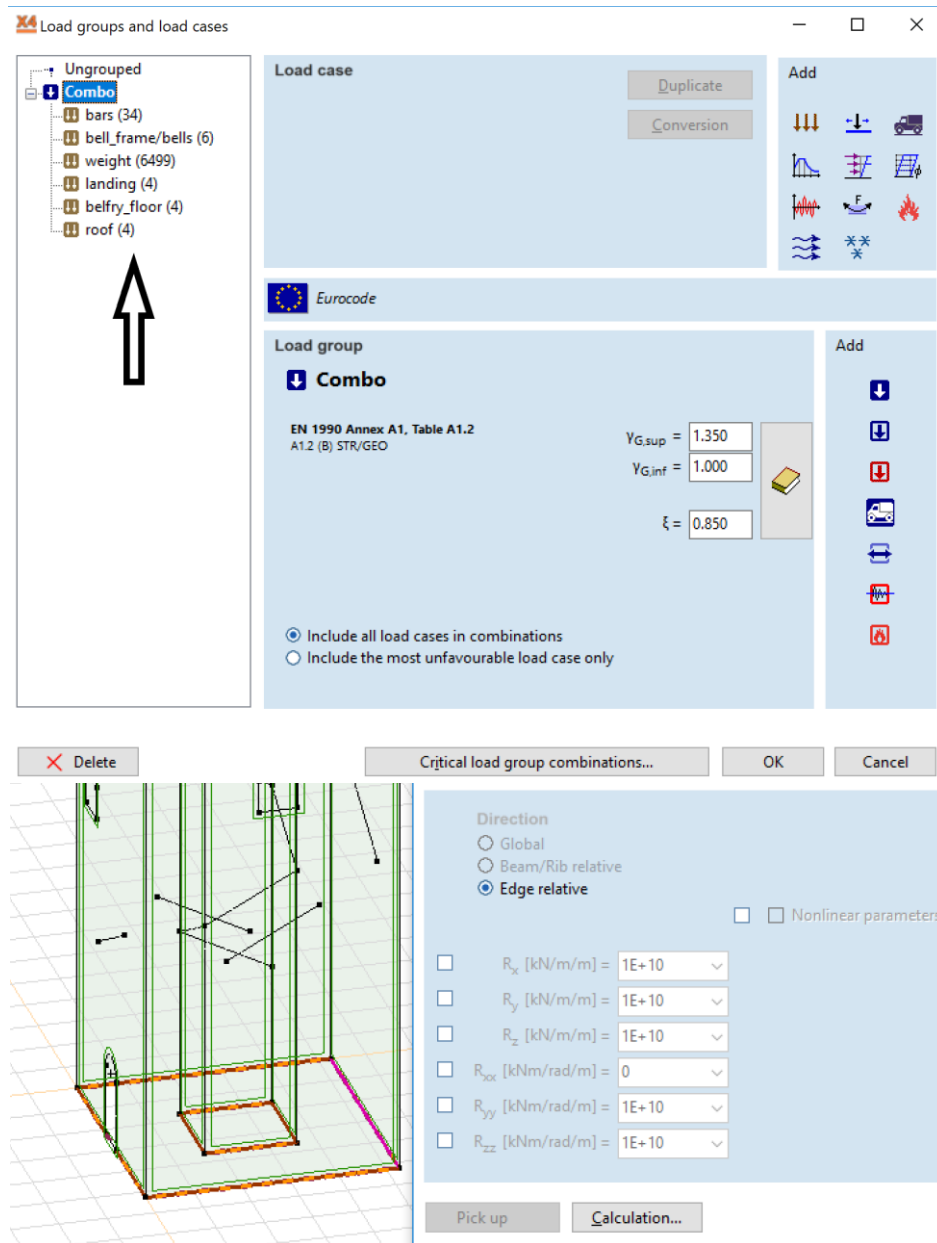 X4 Load groups and load cases
Ungrouped
Combo
bars (34)
bell_frame/bells (6)
weight (6499)
landing (4)
belfry_floor (4)
roof (4)
Load case
Duplicate
Conversion
Add
F
ϕ
Eurocode
Load group
Combo
EN 1990 Annex A1, Table A1.2
A1.2 (B) STR/GEO
γG,sup = 1.350
γG,inf = 1.000
ξ = 0.850
Include all load cases in combinations
Include the most unfavourable load case only
Add
Delete
Critical load group combinations...
OK
Cancel
Direction
Global
Beam/Rib relative
Edge relative
Nonlinear parameters
Rx [kN/m/m] = 1E+10
Ry [kN/m/m] = 1E+10
Rz [kN/m/m] = 1E+10
Rxx [kNm/rad/m] = 0
Ryy [kNm/rad/m] = 1E+10
Rzz [kNm/rad/m] = 1E+10
Pick up
Calculation...